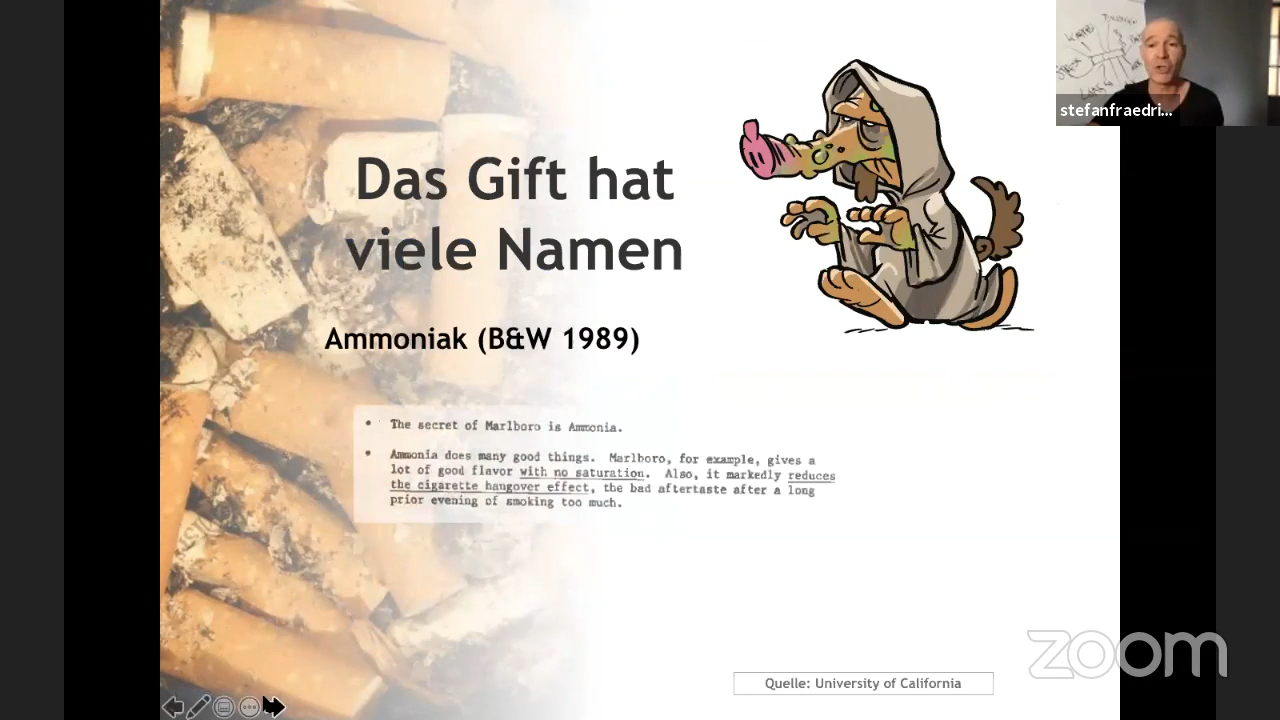 Das Gift hat
viele Namen
Ammoniak (B&W 1989)
• The secret of Marlboro is Ammonia.
• Ammonia does many good things. Marlboro, for example, gives a
lot of good flavor with no saturation. Also, it markedly reduces
the cigarette hangover effect, the bad aftertaste after a long
prior evening of smoking too much.
Quelle: University of California
stefanfraedri...
zoom